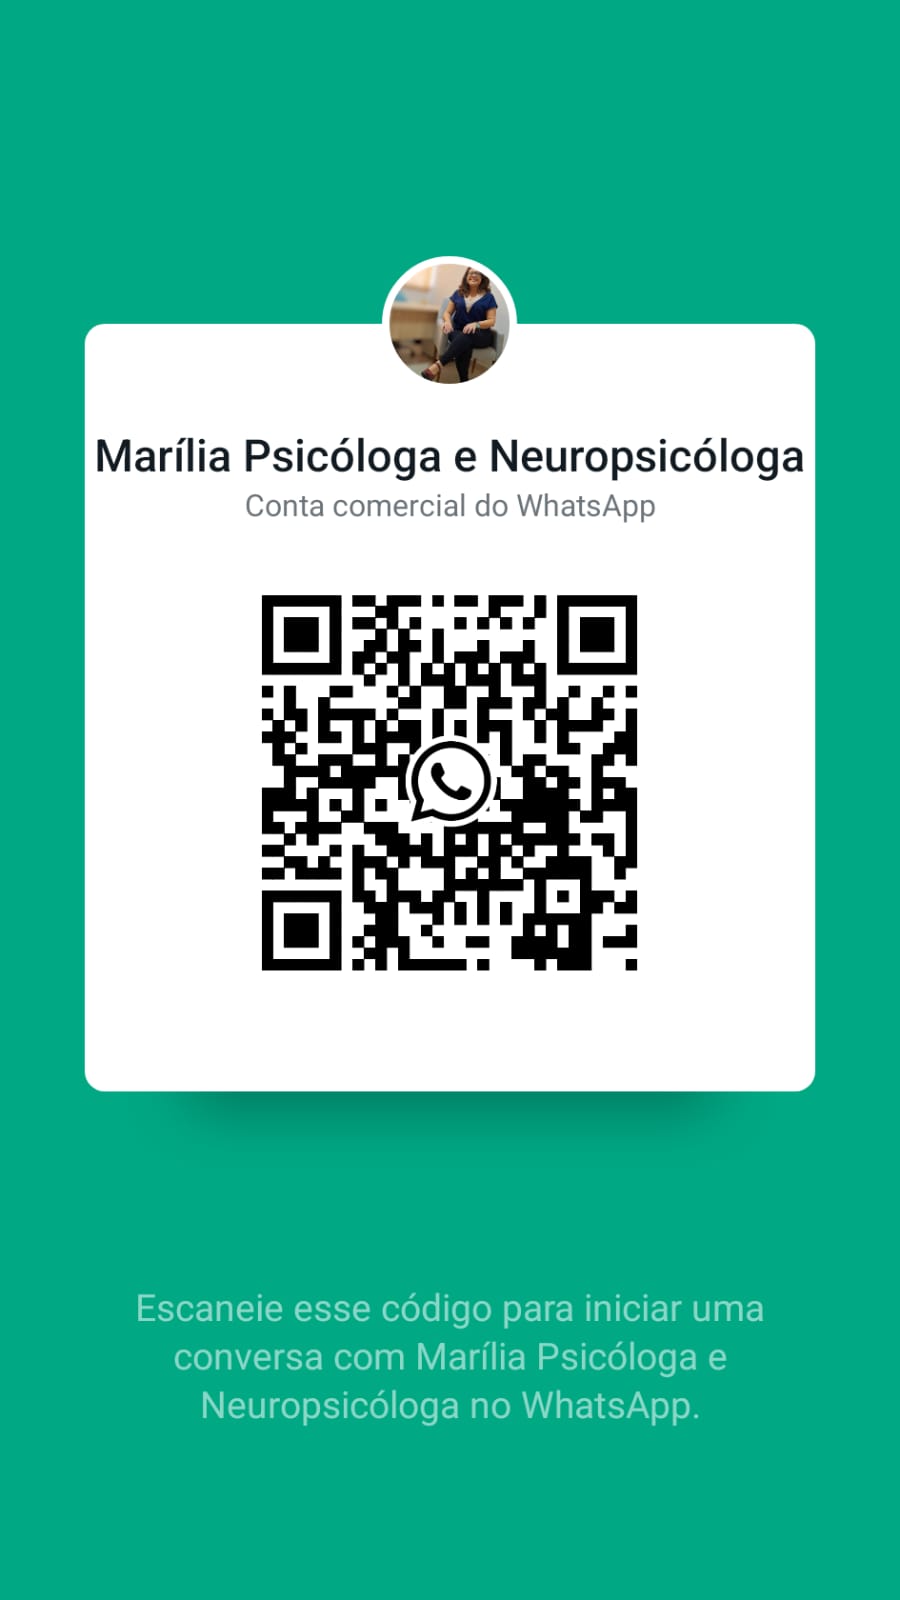 Marília Psicóloga e Neuropsicóloga
Conta comercial do WhatsApp
Escaneie esse código para iniciar uma
conversa com Marília Psicóloga e
Neuropsicóloga no WhatsApp.